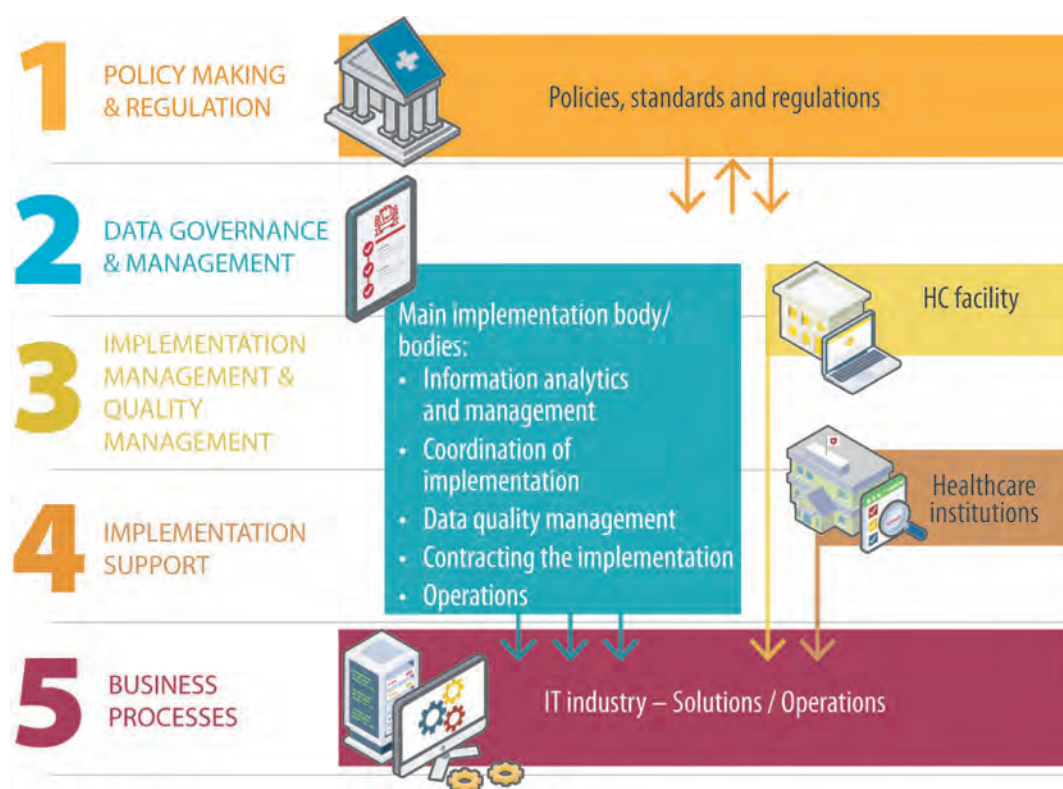 1
POLICY MAKING
& REGULATION
Policies, standards and regulations
2
DATA GOVERNANCE
& MANAGEMENT
3
IMPLEMENTATION
MANAGEMENT &
QUALITY
MANAGEMENT
Main implementation body/
bodies:
• Information analytics
and management
• Coordination of
implementation
• Data quality management
• Contracting the implementation
• Operations
HC facility
Healthcare
institutions
4
IMPLEMENTATION
SUPPORT
5
BUSINESS
PROCESSES
IT industry – Solutions / Operations